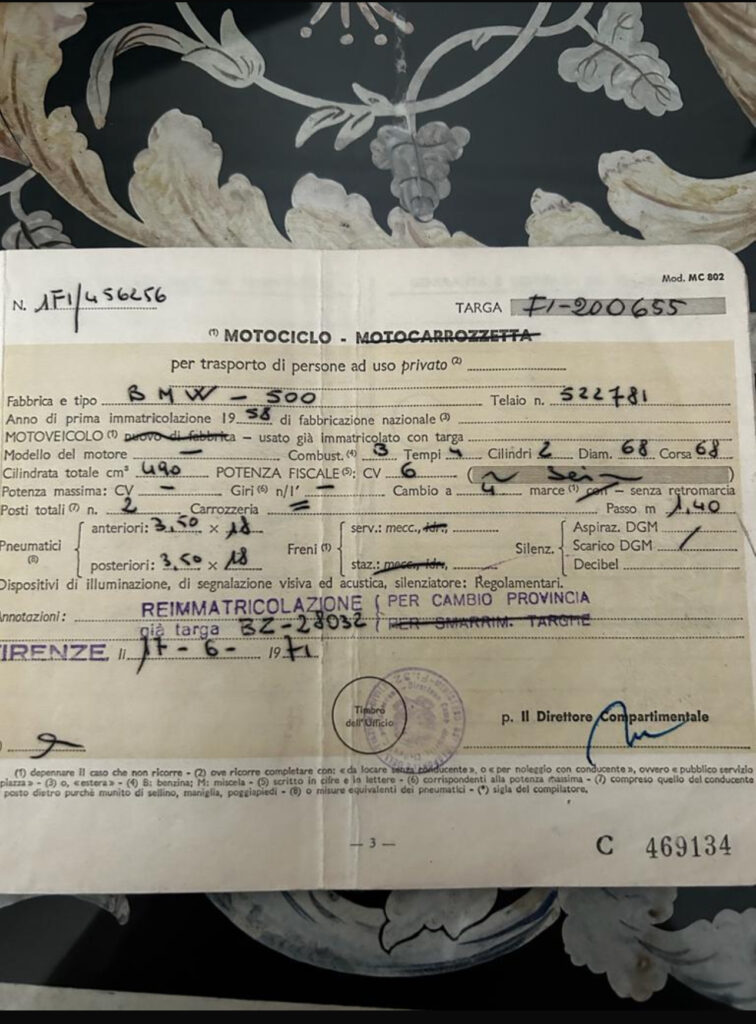 Mod. MC 802
N. 1FI/456256
TARGA FI-200655
(1) MOTOCICLO - MOTOCARROZZETTA
per trasporto di persone ad uso privato (2)
Fabbrica e tipo BMW - 500 Telaio n. 522781
Anno di prima immatricolazione 19 58 di fabbricazione nazionale (3)
MOTOVEICOLO (1) nuovo di fabbrica - usato già immatricolato con targa
Modello del motore — Combust. (4) B Tempi 4 Cilindri 2 Diam. 68 Corsa 68
Cilindrata totale cm³ 490 POTENZA FISCALE (5): CV 6 (~ Sei ~)
Potenza massima: CV — Giri (6) n/1' — Cambio a 4 marce (1) con - senza retromarcia
Posti totali (7) n. 2 Carrozzeria = Passo m 1,40
Pneumatici (8) anteriori: 3,50 × 18 Freni (1) serv.: mecc., idr., Silenz. Aspiraz. DGM
Scarico DGM /
posteriori: 3,50 × 18 staz.: mecc., idr., Decibel
Dispositivi di illuminazione, di segnalazione visiva ed acustica, silenziatore: Regolamentari.
Annotazioni: REIMMATRICOLAZIONE { PER CAMBIO PROVINCIA
già targa BZ-28032 { PER SMARRIM. TARGHE
FIRENZE li 17 - 6 - 1971
Timbro
dell'Ufficio
p. Il Direttore Compartimentale
(1) depennare il caso che non ricorre - (2) ove ricorre completare con: « da locare senza conducente », o « per noleggio con conducente », ovvero « pubblico servizio
piazza » - (3) o, « estera » - (4) B: benzina; M: miscela - (5) scritto in cifre e in lettere - (6) corrispondenti alla potenza massima - (7) compreso quello del conducente
posto dietro purchè munito di sellino, maniglia, poggiapiedi - (8) o misure equivalenti dei pneumatici - (*) sigla del compilatore.
— 3 —
C 469134